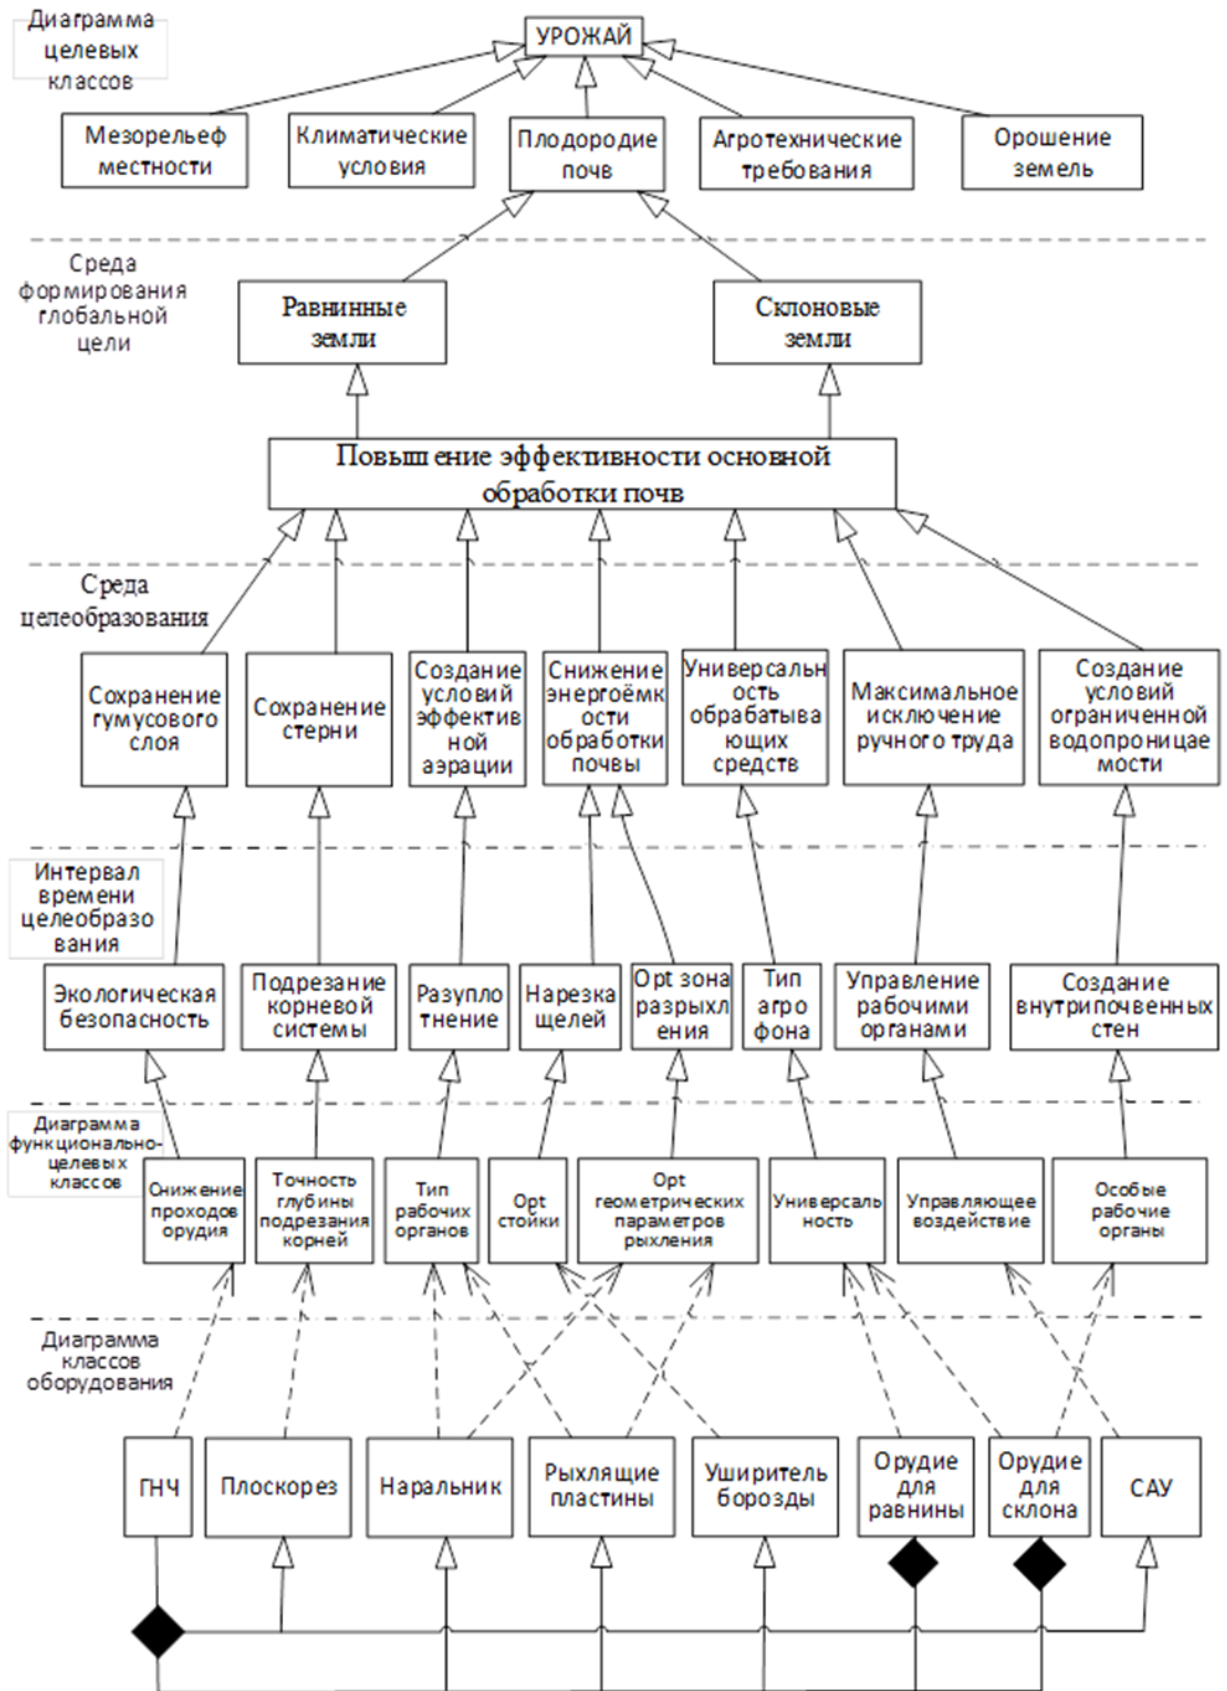 Диаграмма
целевых
классов
УРОЖАЙ
Мезорельеф
местности
Климатические
условия
Плодородие
почв
Агротехнические
требования
Орошение
земель
Среда
формирования
глобальной
цели
Равнинные
земли
Склоновые
земли
Повышение эффективности основной
обработки почв
Среда
целеобразования
Сохранение
гумусового
слоя
Сохранение
стерни
Создание
условий
эффектив
ной
аэрации
Снижение
энергоёмк
ости
обработки
почвы
Универсальн
ость
обрабатыва
ющих
средств
Максимальное
исключение
ручного труда
Создание
условий
ограниченной
водопроницае
мости
Интервал
времени
целеобразо
вания
Экологическая
безопасность
Подрезание
корневой
системы
Разупло
тнение
Нарезка
щелей
Opt зона
разрыхл
ения
Тип
агро
фона
Управление
рабочими
органами
Создание
внутрипочвенных
стен
Диаграмма
функционально-
целевых
классов
Снижение
проходов
орудия
Точность
глубины
подрезания
корней
Тип
рабочих
органов
Opt
стойки
Opt
геометрических
параметров
рыхления
Универсаль
ность
Управляющее
воздействие
Особые
рабочие
органы
Диаграмма
классов
оборудования
ГНЧ
Плоскорез
Наральник
Рыхлящие
пластины
Уширитель
борозды
Орудие
для
равнины
Орудие
для
склона
САУ